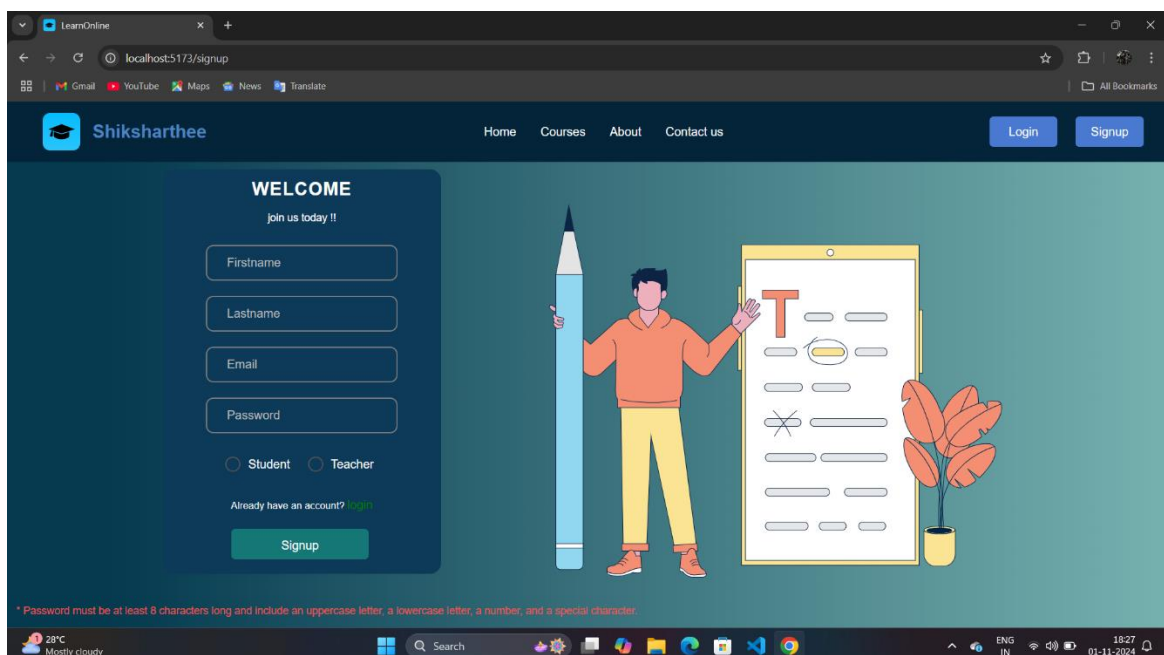 LearnOnline
localhost:5173/signup
Gmail YouTube Maps News Translate All Bookmarks
Shiksharthee Home Courses About Contact us Login Signup
WELCOME
join us today !!
Firstname
Lastname
Email
Password
Student Teacher
Already have an account? login
Signup
T
* Password must be at least 8 characters long and include an uppercase letter, a lowercase letter, a number, and a special character.
1
28°C
Mostly cloudy
Search
ENG
IN
18:27
01-11-2024